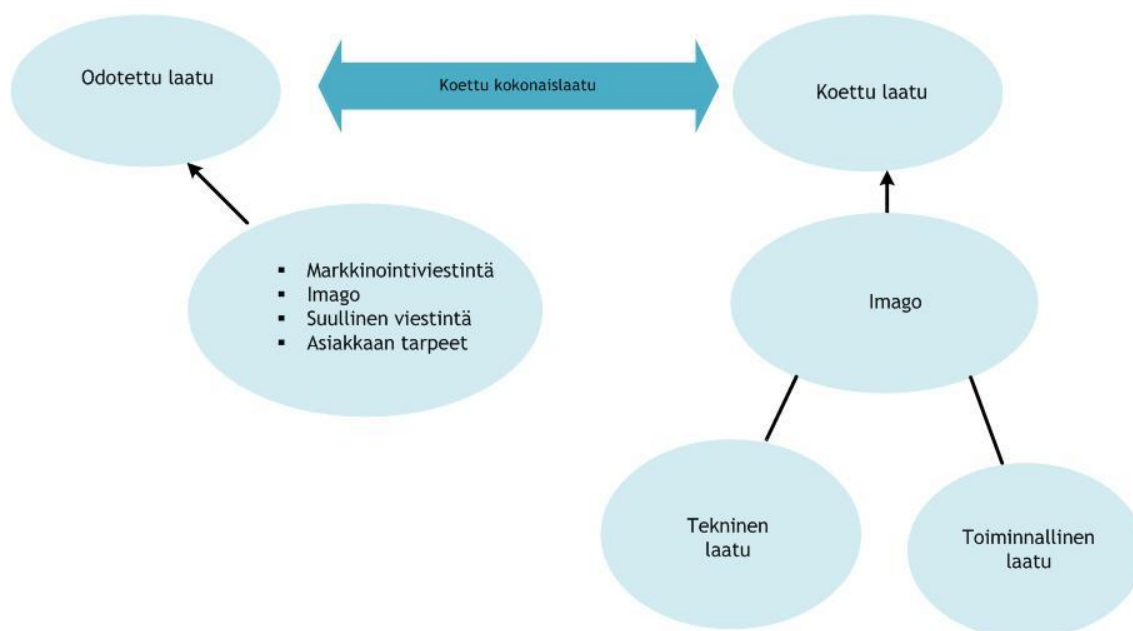 Odotettu laatu
Koettu kokonaislaatu
Koettu laatu
▪ Markkinointiviestintä
▪ Imago
▪ Suullinen viestintä
▪ Asiakkaan tarpeet
Imago
Tekninen
laatu
Toiminnallinen
laatu